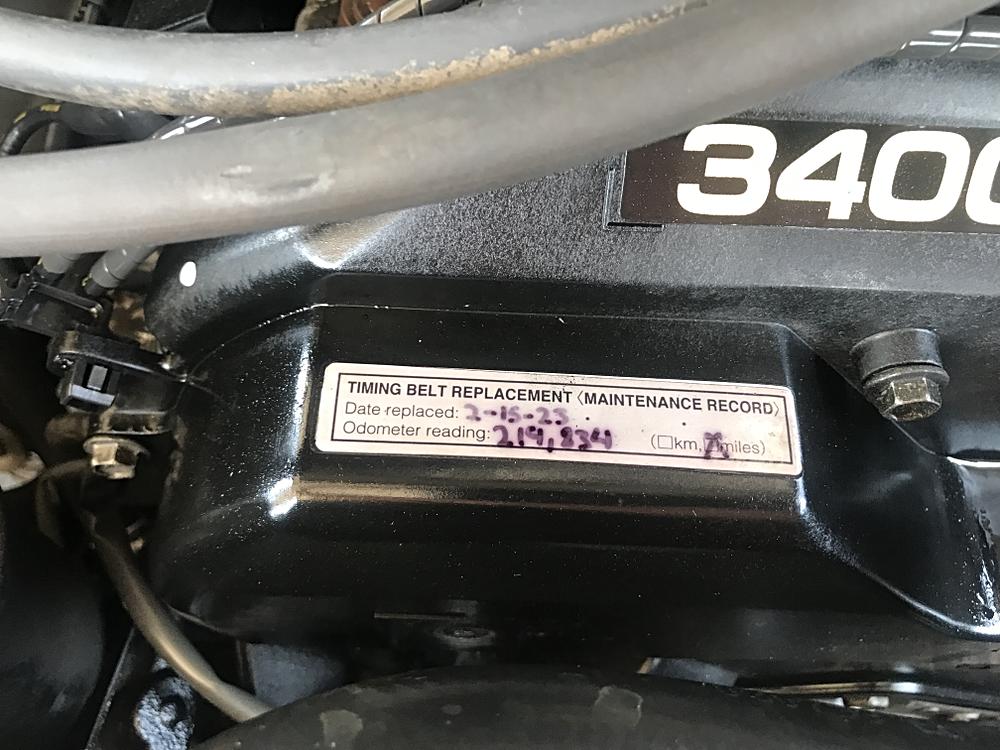 3400
TIMING BELT REPLACEMENT〈MAINTENANCE RECORD〉
Date replaced: 2-15-23
Odometer reading: 214,834 (□km, ☒miles)